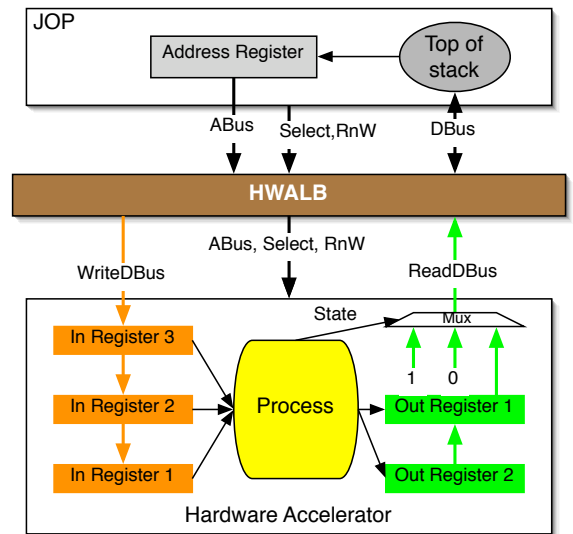 JOP
Address Register
Top of
stack
ABus
Select,RnW
DBus
HWALB
ABus, Select, RnW
WriteDBus
ReadDBus
State
Mux
In Register 3
1
0
In Register 2
Process
Out Register 1
In Register 1
Out Register 2
Hardware Accelerator